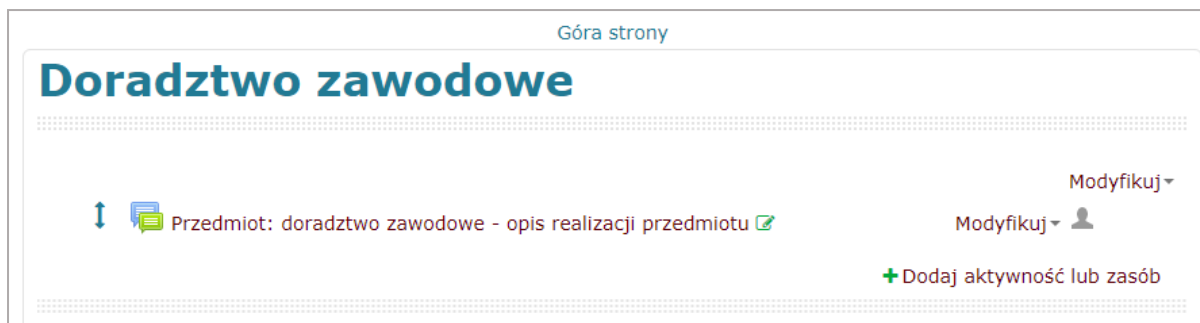 Góra strony
Doradztwo zawodowe
Modyfikuj
Przedmiot: doradztwo zawodowe - opis realizacji przedmiotu Modyfikuj
Dodaj aktywność lub zasób